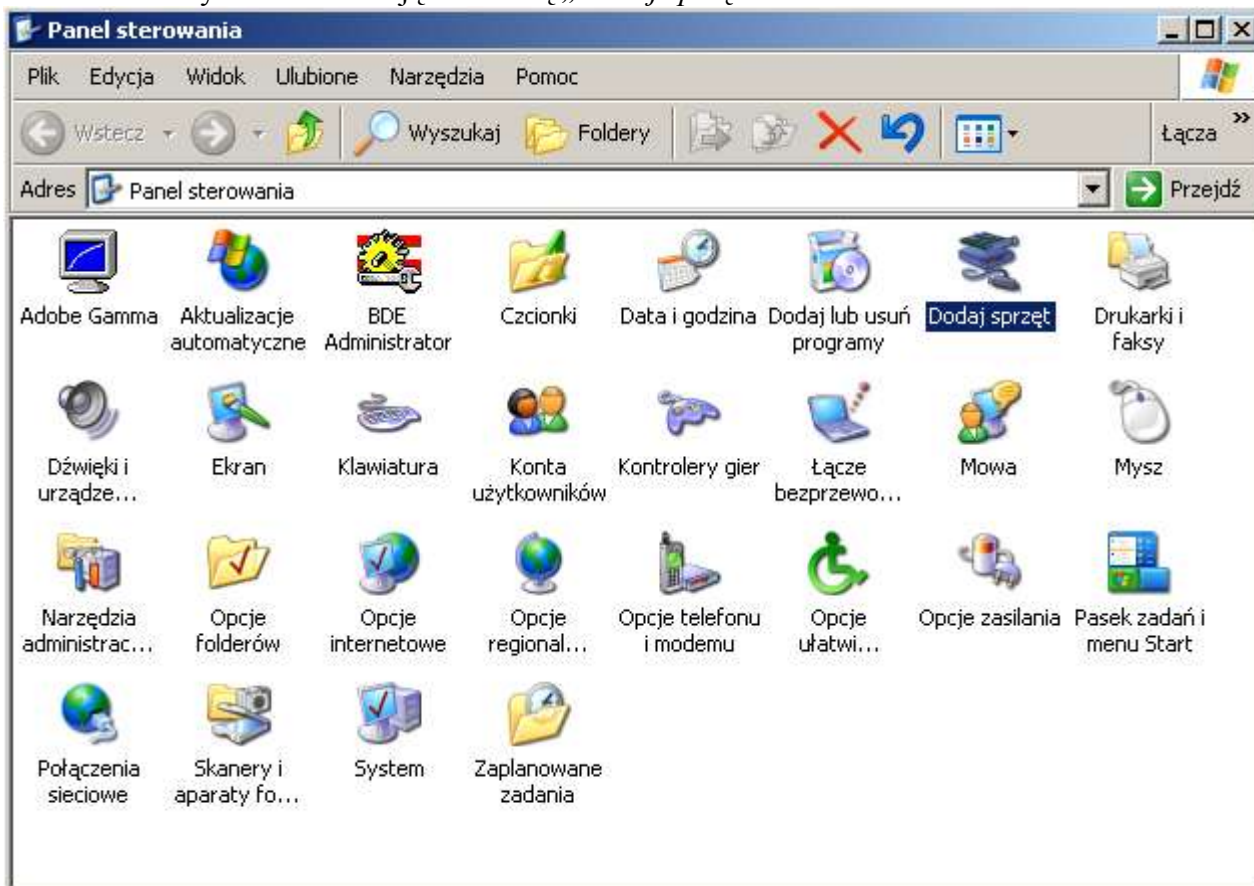 Panel sterowania
Plik Edycja Widok Ulubione Narzędzia Pomoc
Wstecz Wyszukaj Foldery Łącza »
Adres Panel sterowania Przejdź
Adobe Gamma
Aktualizacje
automatyczne
BDE
Administrator
Czcionki
Data i godzina
Dodaj lub usuń
programy
Dodaj sprzęt
Drukarki i
faksy
Dźwięki i
urządze...
Ekran
Klawiatura
Konta
użytkowników
Kontrolery gier
Łącze
bezprzewo...
Mowa
Mysz
Narzędzia
administrac...
Opcje
folderów
Opcje
internetowe
Opcje
regional...
Opcje telefonu
i modemu
Opcje
ułatwi...
Opcje zasilania
Pasek zadań i
menu Start
Połączenia
sieciowe
Skanery i
aparaty fo...
System
Zaplanowane
zadania